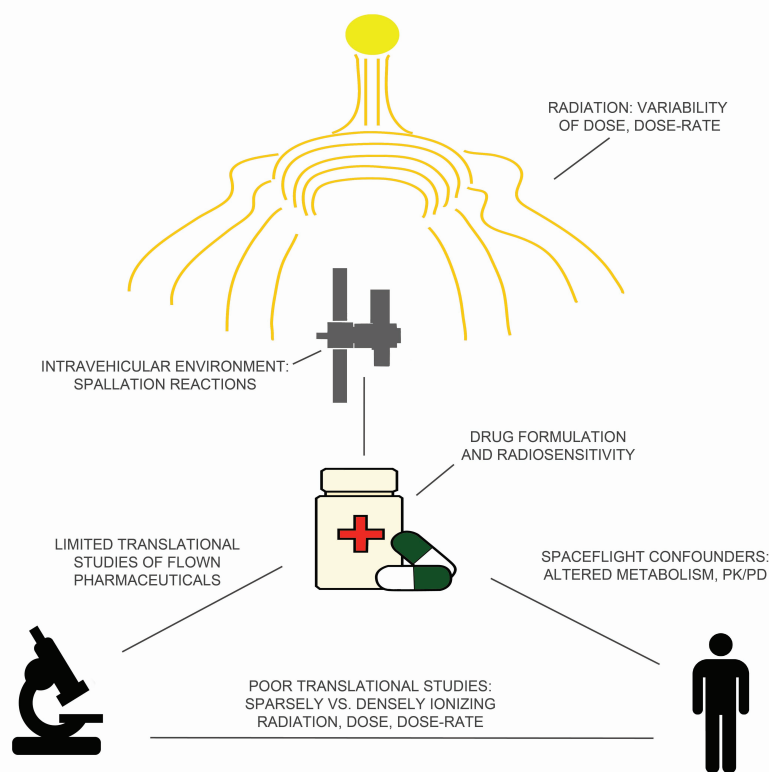 RADIATION: VARIABILITY
OF DOSE, DOSE-RATE
INTRAVEHICULAR ENVIRONMENT:
SPALLATION REACTIONS
DRUG FORMULATION
AND RADIOSENSITIVITY
LIMITED TRANSLATIONAL
STUDIES OF FLOWN
PHARMACEUTICALS
SPACEFLIGHT CONFOUNDERS:
ALTERED METABOLISM, PK/PD
POOR TRANSLATIONAL STUDIES:
SPARSELY VS. DENSELY IONIZING
RADIATION, DOSE, DOSE-RATE